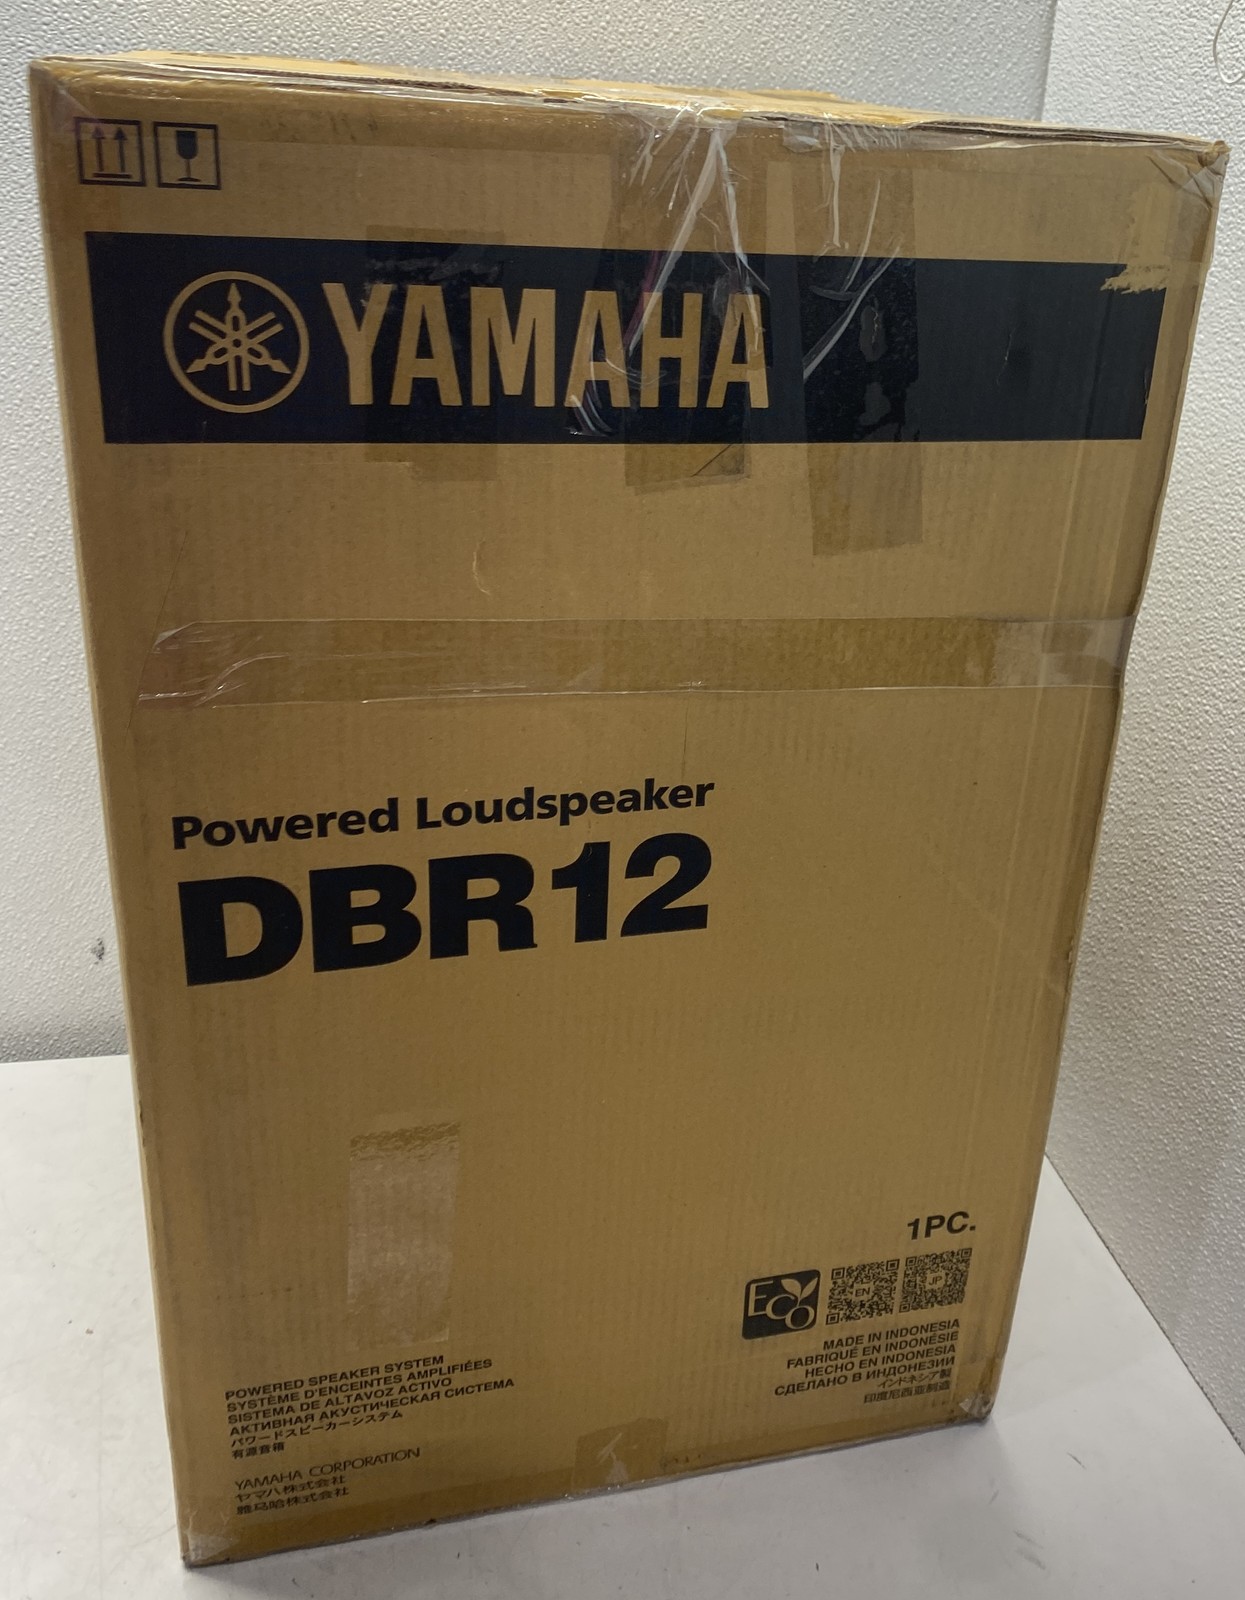 YAMAHA
Powered Loudspeaker
DBR12
1PC.
ECO
EN
JP
MADE IN INDONESIA
FABRIQUÉ EN INDONÉSIE
HECHO EN INDONESIA
СДЕЛАНО В ИНДОНЕЗИИ
インドネシア製
印度尼西亚制造
POWERED SPEAKER SYSTEM
SYSTÈME D'ENCEINTES AMPLIFIÉES
SISTEMA DE ALTAVOZ ACTIVO
АКТИВНАЯ АКУСТИЧЕСКАЯ СИСТЕМА
パワードスピーカーシステム
有源音箱
YAMAHA CORPORATION
ヤマハ株式会社
雅马哈株式会社